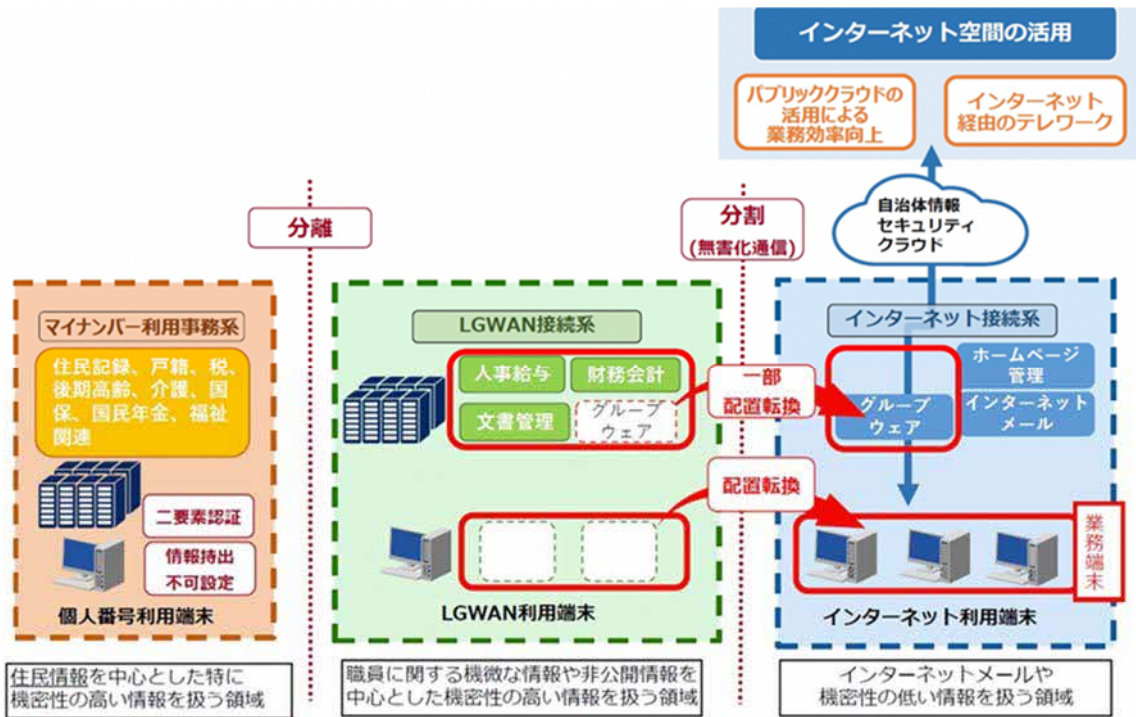 インターネット空間の活用
パブリッククラウドの
活用による
業務効率向上
インターネット
経由のテレワーク
自治体情報
セキュリティ
クラウド
分離
分割
(無害化通信)
マイナンバー利用事務系
住民記録、戸籍、税、
後期高齢、介護、国
保、国民年金、福祉
関連
二要素認証
情報持出
不可設定
個人番号利用端末
住民情報を中心とした特に
機密性の高い情報を扱う領域
LGWAN接続系
人事給与
財務会計
文書管理
グループ
ウェア
LGWAN利用端末
職員に関する機微な情報や非公開情報を
中心とした機密性の高い情報を扱う領域
一部
配置転換
配置転換
インターネット接続系
ホームページ
管理
グループ
ウェア
インターネット
メール
業務端末
インターネット利用端末
インターネットメールや
機密性の低い情報を扱う領域